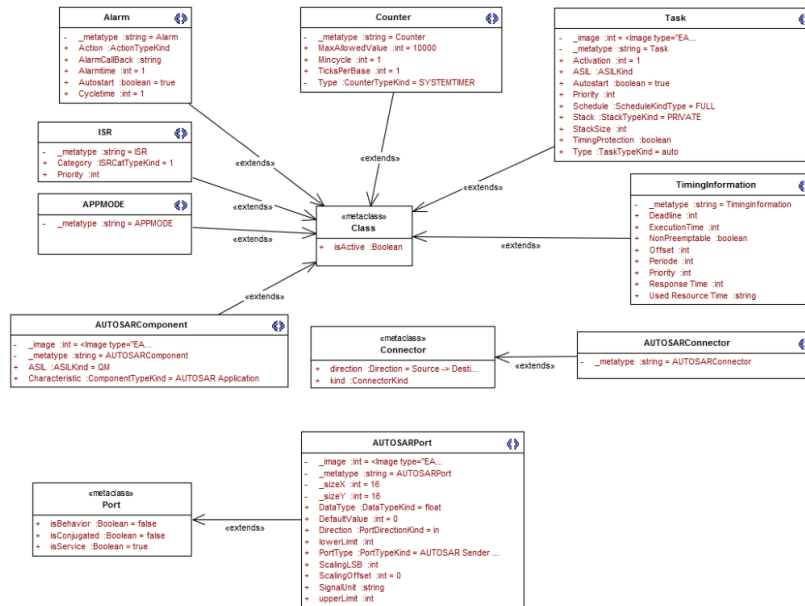 Alarm
- _metatype :string = Alarm
+ Action :ActionTypeKind
+ AlarmCallBack :string
+ Alarmtime :int = 1
+ Autostart :boolean = true
+ Cycletime :int = 1
Counter
- _metatype :string = Counter
+ MaxAllowedValue :int = 10000
+ Mincycle :int = 1
+ TicksPerBase :int = 1
- Type :CounterTypeKind = SYSTEMTIMER
Task
- _image :int = <Image type="EA...
- _metatype :string = Task
+ Activation :int = 1
+ ASIL :ASILKind
+ Autostart :boolean = true
+ Priority :int
+ Schedule :ScheduleKindType = FULL
+ Stack :StackTypeKind = PRIVATE
+ StackSize :int
+ TimingProtection :boolean
+ Type :TaskTypeKind = auto
ISR
- _metatype :string = ISR
+ Category :ISRCatTypeKind = 1
+ Priority :int
«extends»
«extends»
«extends»
APPMODE
- _metatype :string = APPMODE
«extends»
«extends»
«metaclass»
Class
+ isActive :Boolean
«extends»
TimingInformation
- _metatype :string = TimingInformation
+ Deadline :int
+ ExecutionTime :int
+ NonPreemptable :boolean
+ Offset :int
+ Periode :int
+ Priority :int
+ Response Time :int
+ Used Resource Time :string
«extends»
AUTOSARComponent
- _image :int = <Image type="EA...
- _metatype :string = AUTOSARComponent
+ ASIL :ASILKind = QM
+ Characteristic :ComponentTypeKind = AUTOSAR Application
«metaclass»
Connector
+ direction :Direction = Source -> Desti...
+ kind :ConnectorKind
«extends»
AUTOSARConnector
- _metatype :string = AUTOSARConnector
«metaclass»
Port
+ isBehavior :Boolean = false
+ isConjugated :Boolean = false
+ isService :Boolean = true
«extends»
AUTOSARPort
- _image :int = <Image type="EA...
- _metatype :string = AUTOSARPort
- _sizeX :int = 16
- _sizeY :int = 16
+ DataType :DataTypeKind = float
+ DefaultValue :int = 0
+ Direction :PortDirectionKind = in
+ lowerLimit :int
+ PortType :PortTypeKind = AUTOSAR Sender ...
+ ScalingLSB :int
+ ScalingOffset :int = 0
+ SignalUnit :string
+ upperLimit :int